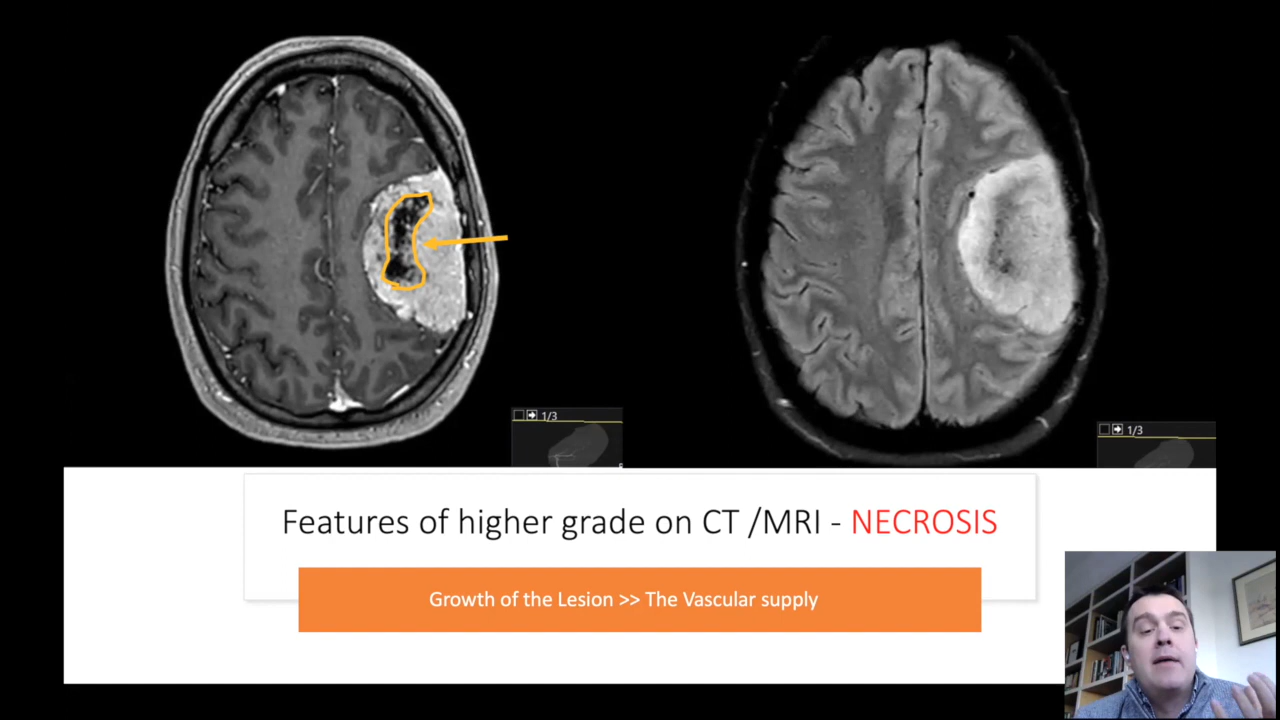 1/3
1/3
Features of higher grade on CT /MRI - NECROSIS
Growth of the Lesion >> The Vascular supply